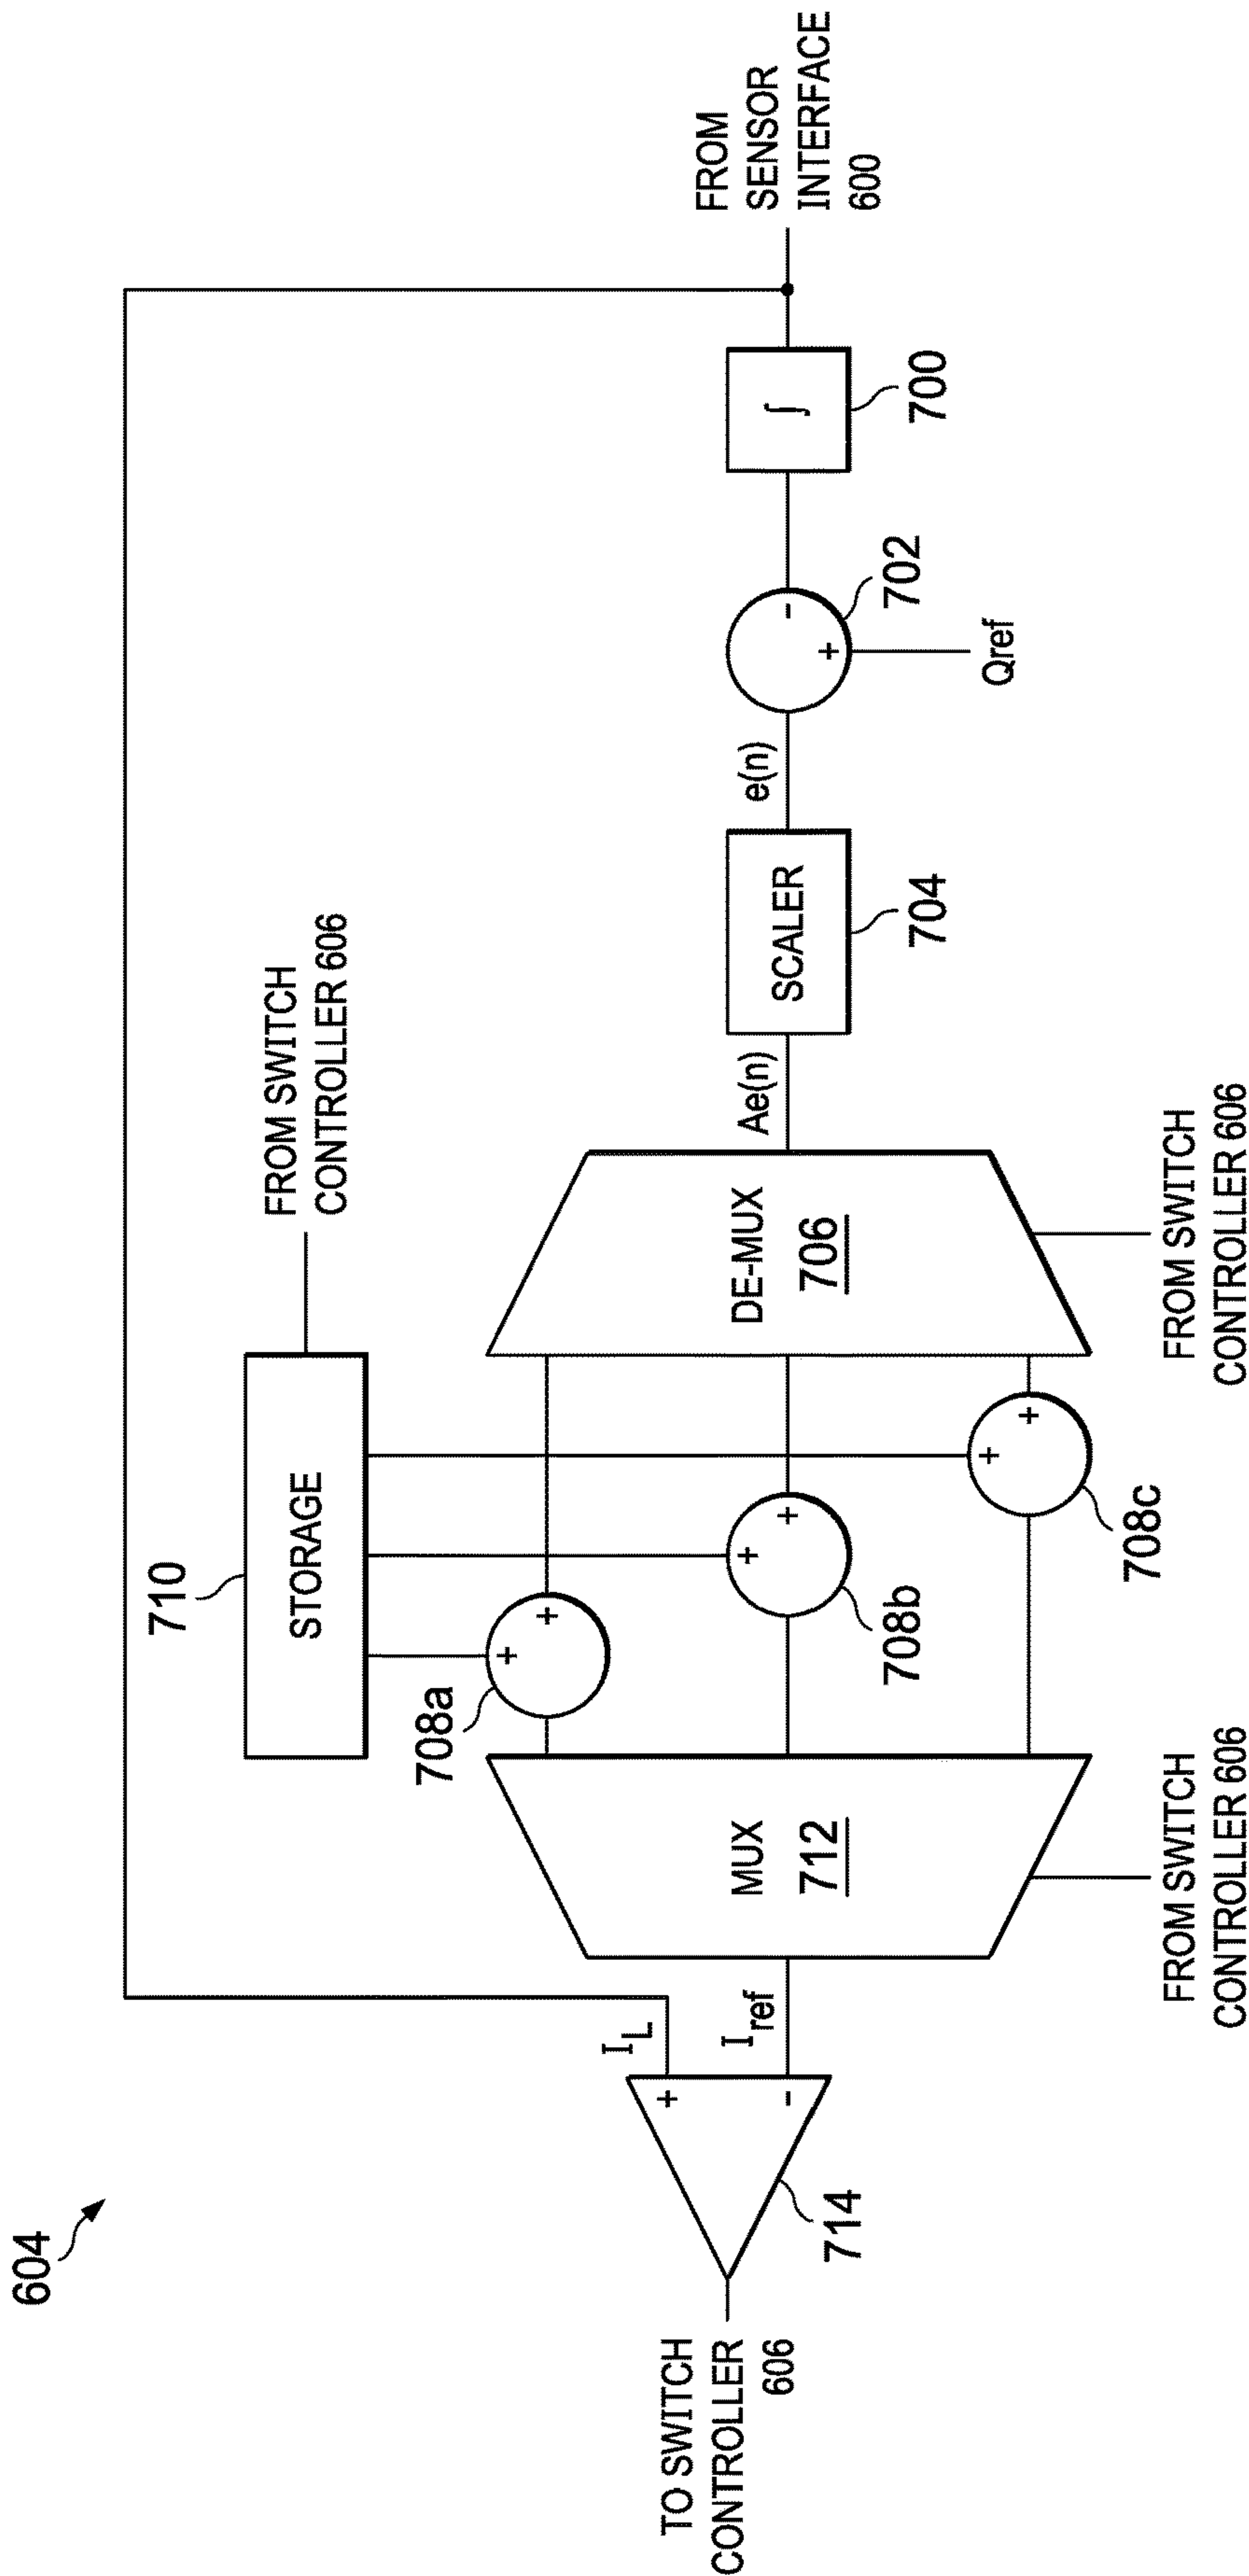 604
710
STORAGE
FROM SWITCH
CONTROLLER 606
708a
+
+
TO SWITCH
CONTROLLER
606
I_L
I_ref
+
-
714
MUX
712
708b
+
+
DE-MUX
706
Ae(n)
SCALER
704
e(n)
-
+
702
Qref
∫
700
FROM
SENSOR
INTERFACE
600
708c
+
+
FROM SWITCH
CONTROLLER 606
FROM SWITCH
CONTROLLER 606